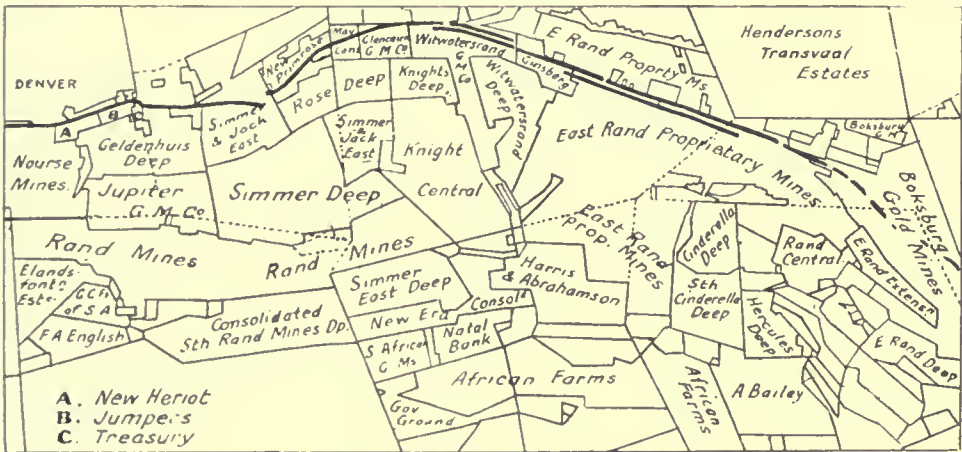 DENVER
New
Primrose
May
Cons
Glencairn
G M Co
Witwatersrand
G
M
Co
Ginsberg
E Rand Proprty Ms
Hendersons
Transvaal
Estates
A
B
C
Nourse
Mines.
Geldenhuis
Deep
Simmer
& Jack
East
Rose
Deep
Knights
Deep.
Witwatersrand
Deep
Boksburg
G M
Simmer
& Jack
East
Knight
Central
East Rand Proprietary Mines
Boksburg
Gold Mines
Jupiter
G. M. Co
Simmer Deep
Rand Mines
Rand Mines
East Rand
Prop. Mines
Cinderella
Deep
Rand
Central
E Rand Extensn
Elands-
fontn
Este.
G.C.Fs
of S A
F A English
Consolidated
Sth Rand Mines Dp.
Simmer
East Deep
New Era
Consold
Harris
& Abrahamson
Sth
Cinderella
Deep
Hercules
Deep
E Rand Deep
S African
G Ms
Natal
Bank
African Farms
African
Farms
A Bailey
Gov
Ground
A. New Heriot
B. Jumpers
C. Treasury